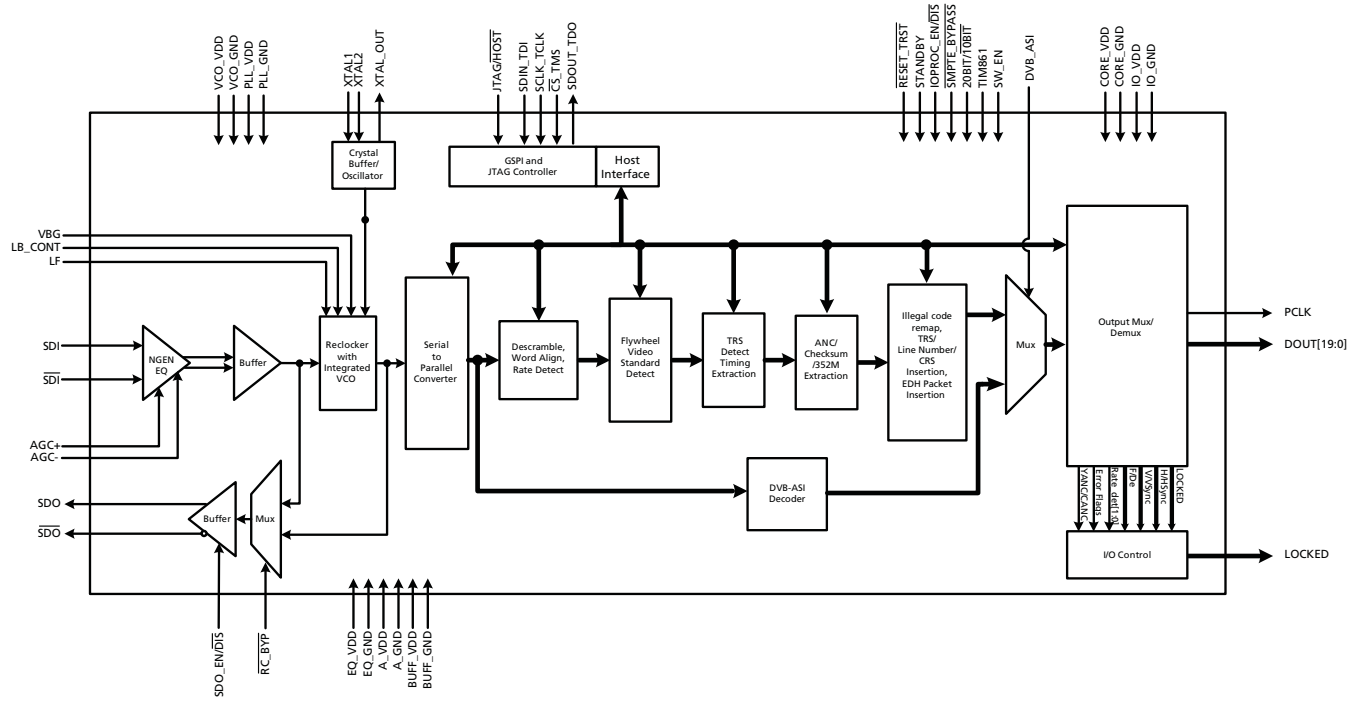 VCO_VDD
VCO_GND
PLL_VDD
PLL_GND
XTAL1
XTAL2
XTAL_OUT
JTAG/HOST
SDIN_TDI
SCLK_TCLK
CS_TMS
SDOUT_TDO
RESET_TRST
STANDBY
IOPROC_EN/DIS
SMPTE_BYPASS
20BIT/10BIT
TIM861
SW_EN
DVB_ASI
CORE_VDD
CORE_GND
IO_VDD
IO_GND
Crystal
Buffer/
Oscillator
GSPI and
JTAG Controller
Host
Interface
VBG
LB_CONT
LF
SDI
SDI
AGC+
AGC-
SDO
SDO
NGEN
EQ
Buffer
Reclocker
with
Integrated
VCO
Serial
to
Parallel
Converter
Descramble,
Word Align,
Rate Detect
Flywheel
Video
Standard
Detect
TRS
Detect
Timing
Extraction
ANC/
Checksum
/352M
Extraction
Illegal code
remap,
TRS/
Line Number/
CRS
Insertion,
EDH Packet
Insertion
Mux
Output Mux/
Demux
PCLK
DOUT[19:0]
DVB-ASI
Decoder
Buffer
Mux
YANC/CANC
Error Flags
Rate_det[1:0]
F/De
V/VSync
H/HSync
LOCKED
I/O Control
LOCKED
SDO_EN/DIS
RC_BYP
EQ_VDD
EQ_GND
A_VDD
A_GND
BUFF_VDD
BUFF_GND